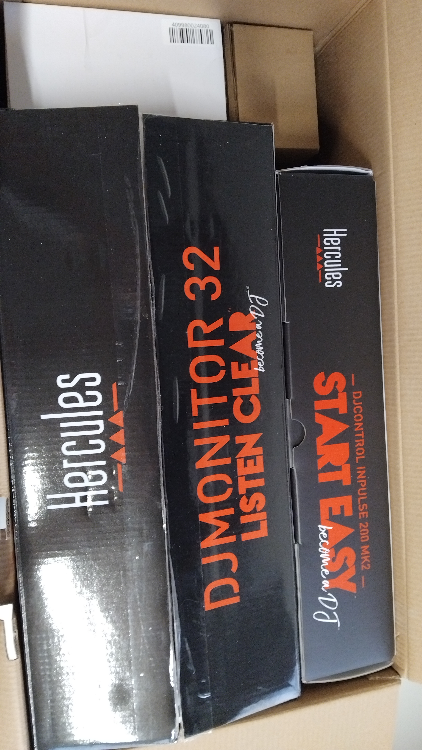 Hercules
DJMONITOR 32
LISTEN CLEAR
become a DJ
Hercules
— DJCONTROL INPULSE 200 MK2 —
START EASY
become a DJ